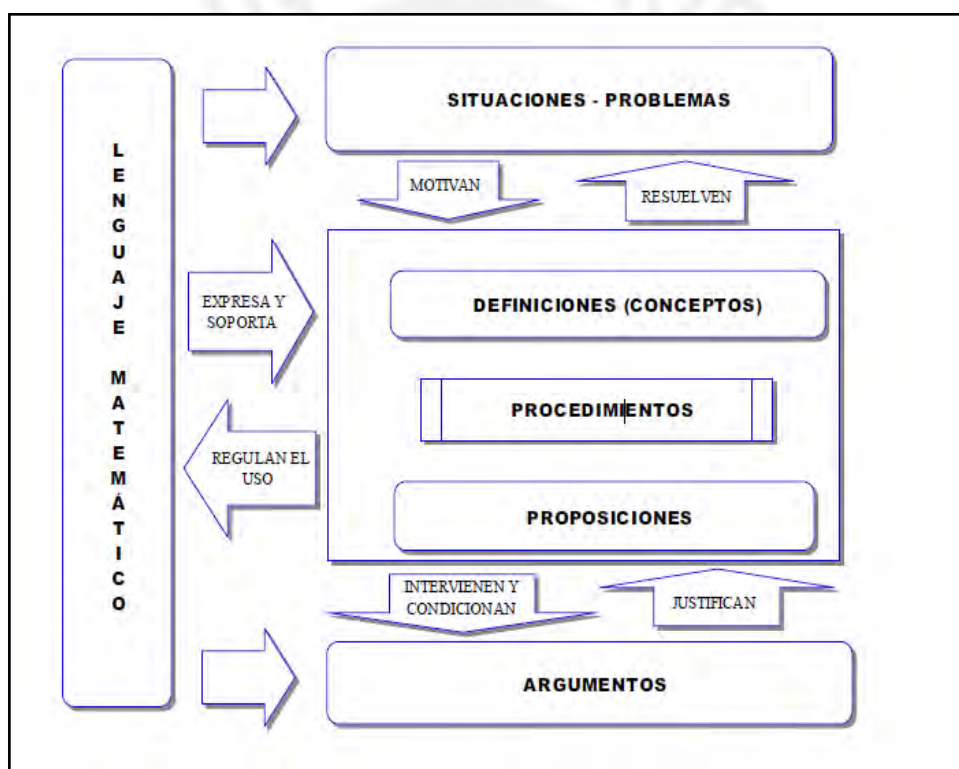 LENGUAJE MATEMÁTICO
SITUACIONES - PROBLEMAS
MOTIVAN
RESUELVEN
EXPRESA Y
SOPORTA
DEFINICIONES (CONCEPTOS)
PROCEDIMIENTOS
REGULAN EL
USO
PROPOSICIONES
INTERVIENEN Y
CONDICIONAN
JUSTIFICAN
ARGUMENTOS